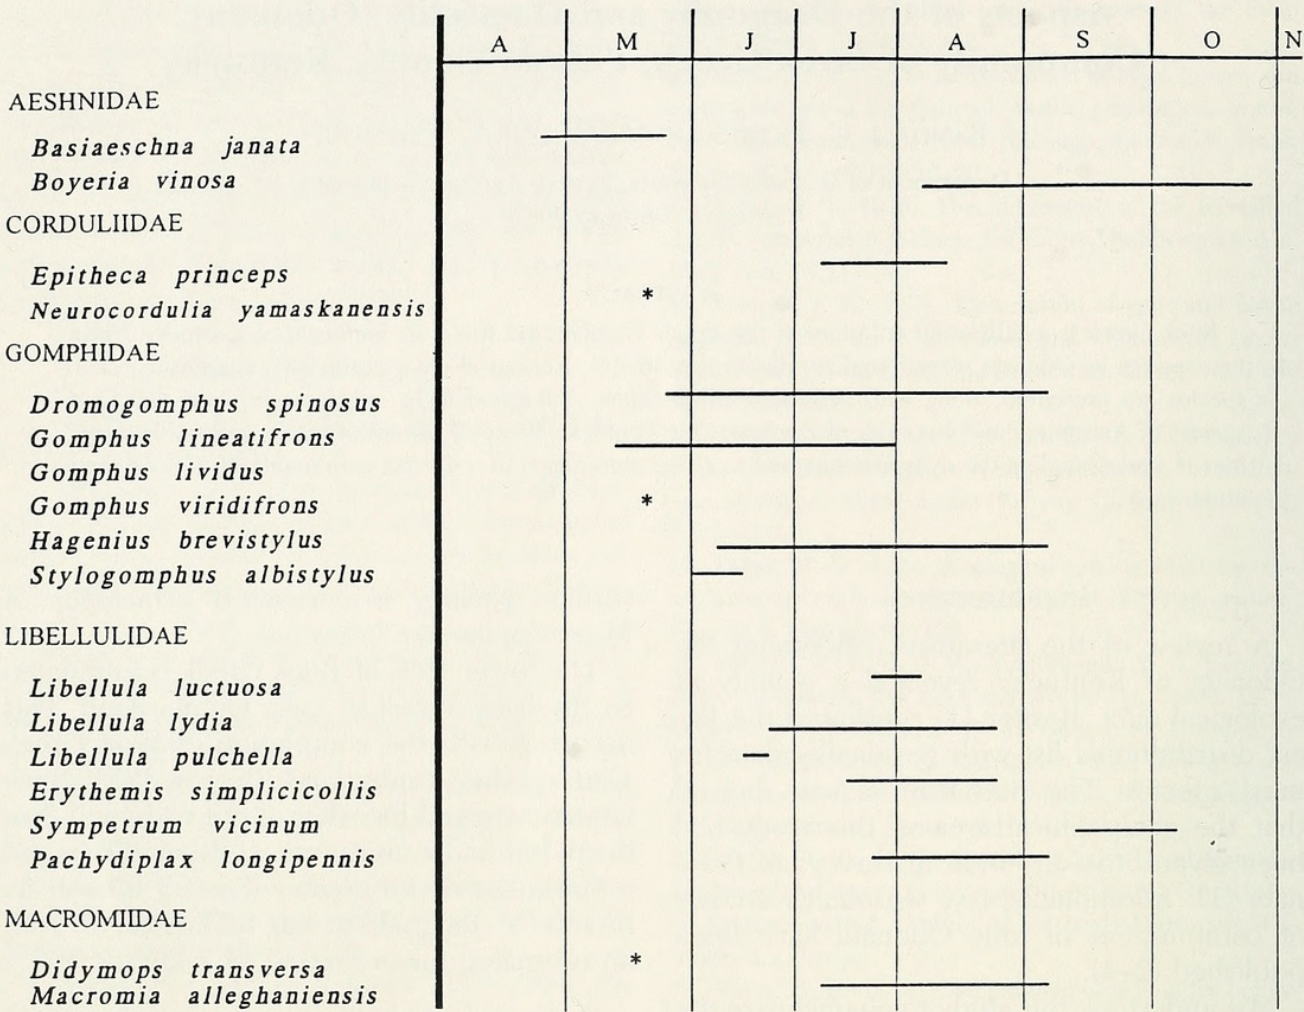 A M J J A S O N
AESHNIDAE
Basiaeschna janata
Boyeria vinosa
CORDULIIDAE
Epitheca princeps
Neurocordulia yamaskanensis *
GOMPHIDAE
Dromogomphus spinosus
Gomphus lineatifrons
Gomphus lividus
Gomphus viridifrons *
Hagenius brevistylus
Stylogomphus albistylus
LIBELLULIDAE
Libellula luctuosa
Libellula lydia
Libellula pulchella
Erythemis simplicicollis
Sympetrum vicinum
Pachydiplax longipennis
MACROMIIDAE
Didymops transversa *
Macromia alleghaniensis